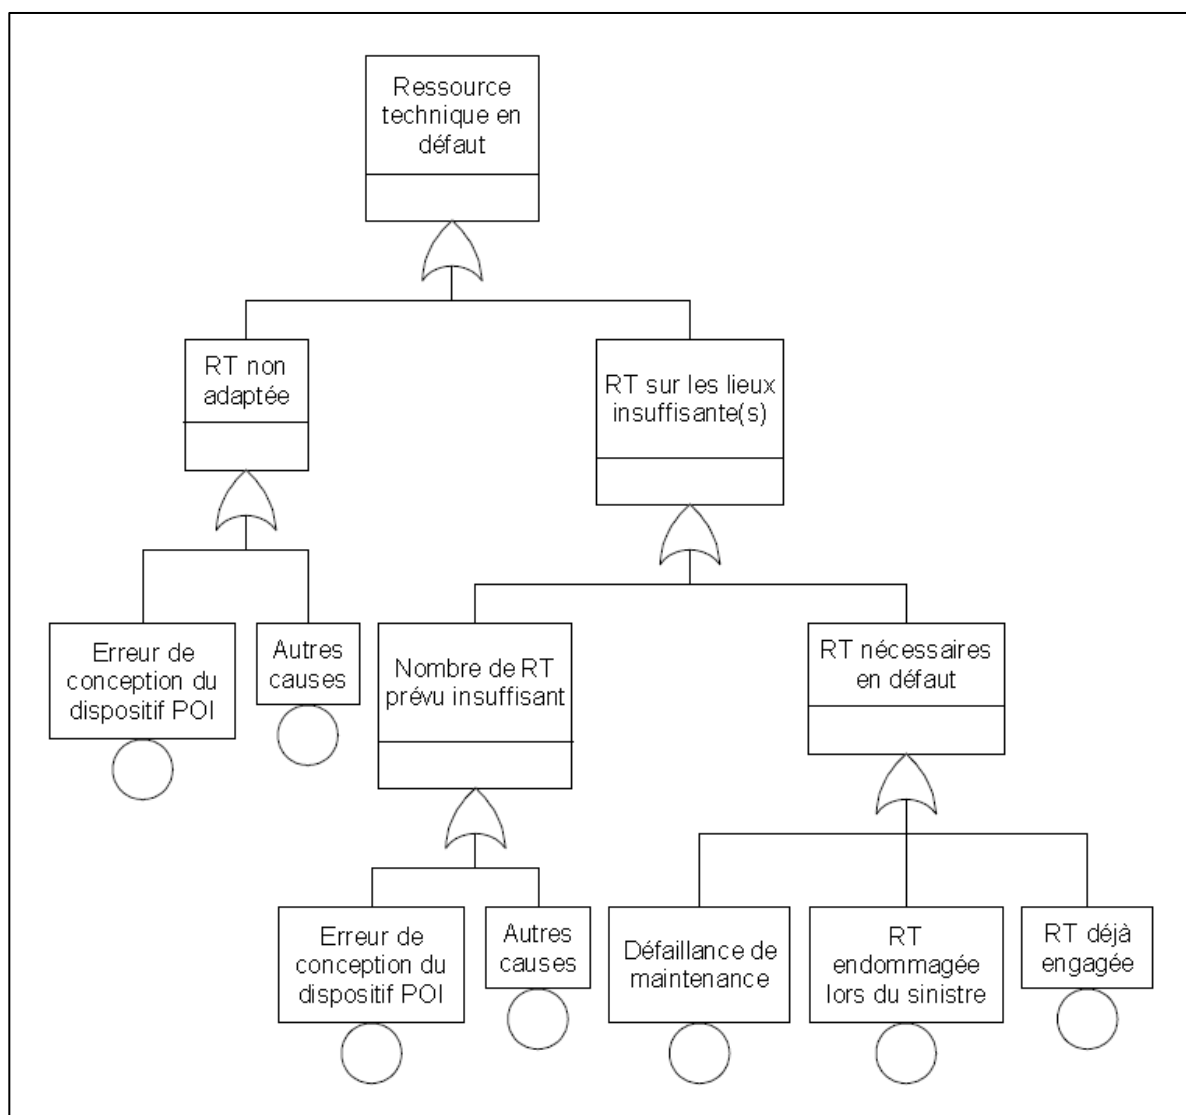 Ressource
technique en
défaut
RT non
adaptée
RT sur les lieux
insuffisante(s)
Erreur de
conception du
dispositif POI
Autres
causes
Nombre de RT
prévu insuffisant
RT nécessaires
en défaut
Erreur de
conception du
dispositif POI
Autres
causes
Défaillance de
maintenance
RT
endommagée
lors du sinistre
RT déjà
engagée